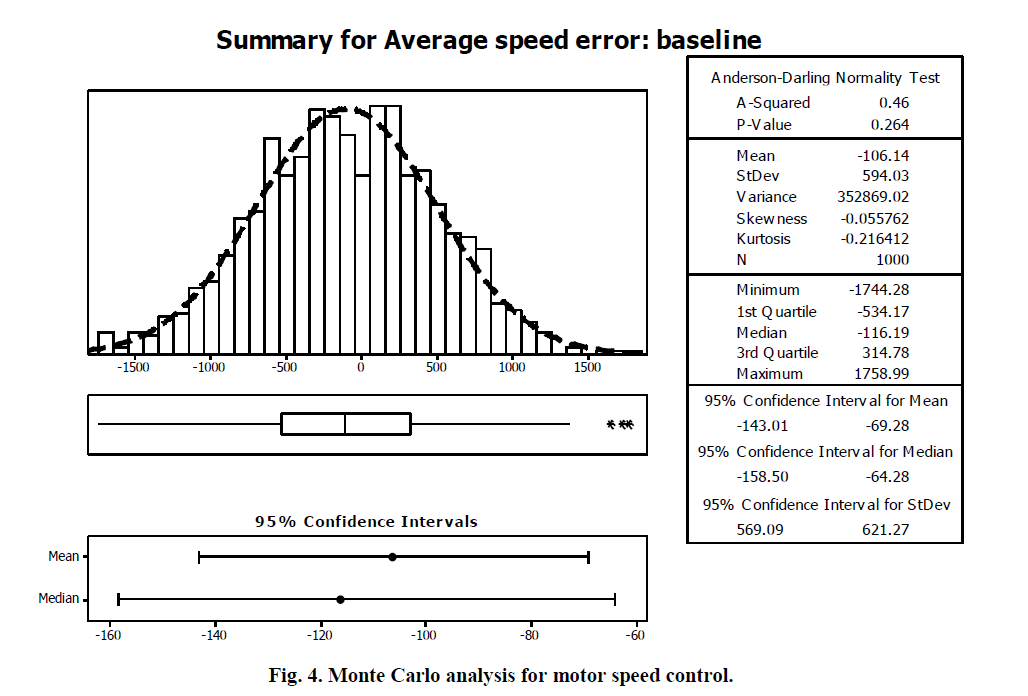 Summary for Average speed error: baseline
-1500 -1000 -500 0 500 1000 1500
95% Confidence Intervals
Mean
Median
-160 -140 -120 -100 -80 -60
Anderson-Darling Normality Test
A-Squared 0.46
P-Value 0.264
Mean -106.14
StDev 594.03
Variance 352869.02
Skewness -0.055762
Kurtosis -0.216412
N 1000
Minimum -1744.28
1st Quartile -534.17
Median -116.19
3rd Quartile 314.78
Maximum 1758.99
95% Confidence Interval for Mean
-143.01 -69.28
95% Confidence Interval for Median
-158.50 -64.28
95% Confidence Interval for StDev
569.09 621.27
Fig. 4. Monte Carlo analysis for motor speed control.